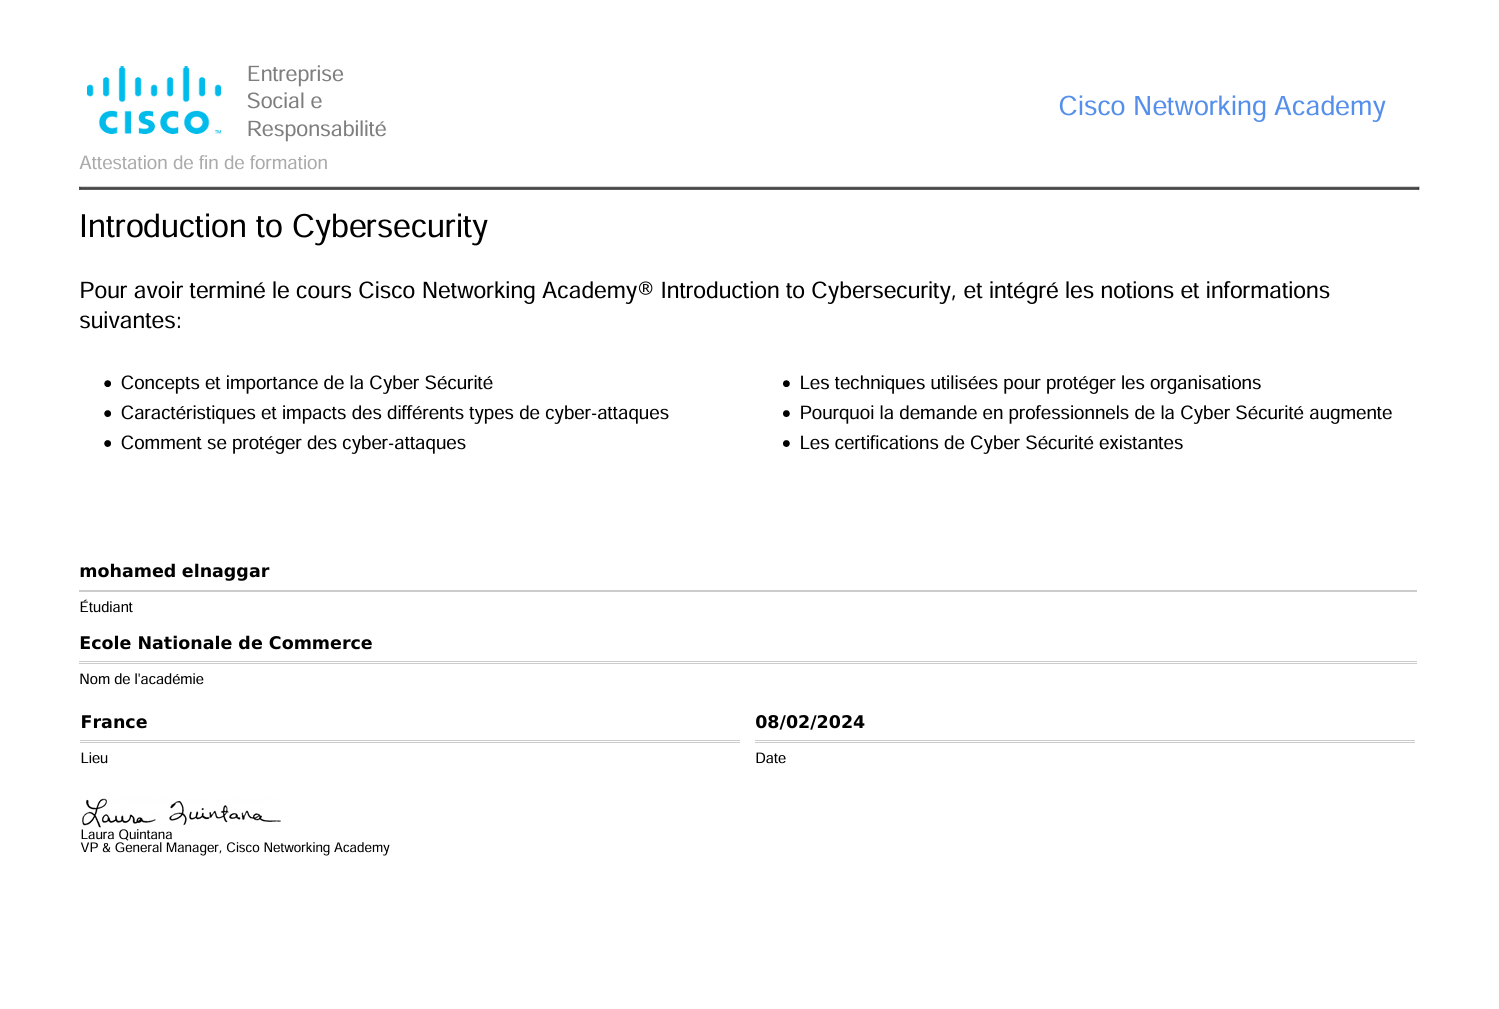 CISCO™
Entreprise
Social e
Responsabilité
Cisco Networking Academy
Attestation de fin de formation
Introduction to Cybersecurity
Pour avoir terminé le cours Cisco Networking Academy® Introduction to Cybersecurity, et intégré les notions et informations
suivantes:
• Concepts et importance de la Cyber Sécurité
• Caractéristiques et impacts des différents types de cyber-attaques
• Comment se protéger des cyber-attaques
• Les techniques utilisées pour protéger les organisations
• Pourquoi la demande en professionnels de la Cyber Sécurité augmente
• Les certifications de Cyber Sécurité existantes
mohamed elnaggar
Étudiant
Ecole Nationale de Commerce
Nom de l'académie
France
Lieu
08/02/2024
Date
Laura Quintana
Laura Quintana
VP & General Manager, Cisco Networking Academy